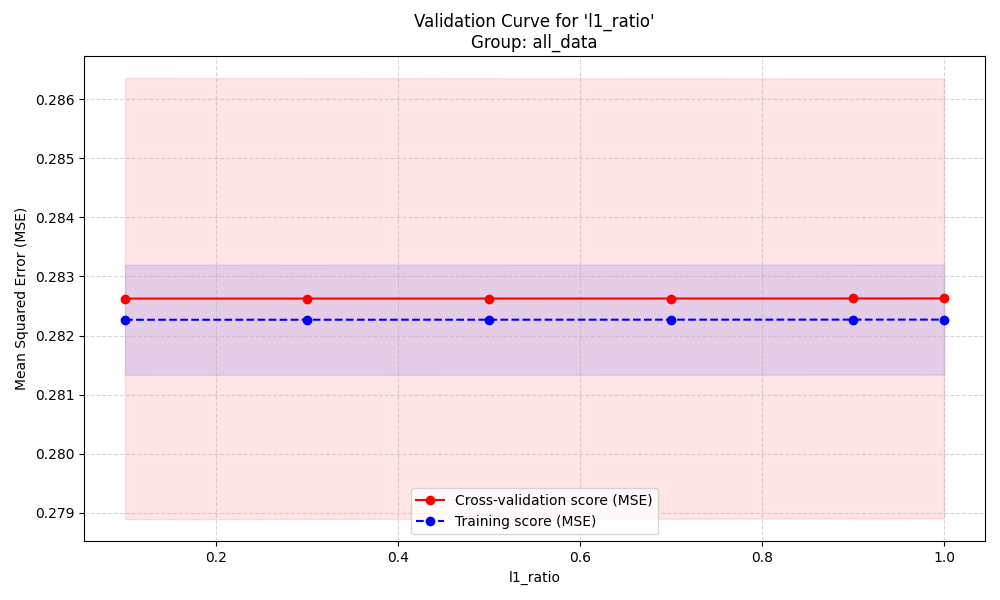 Validation Curve for 'l1_ratio'
Group: all_data
Mean Squared Error (MSE)
0.286
0.285
0.284
0.283
0.282
0.281
0.280
0.279
Cross-validation score (MSE)
Training score (MSE)
0.2
0.4
0.6
0.8
1.0
l1_ratio